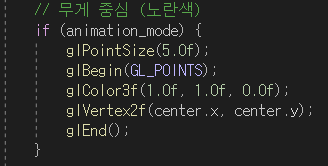 // 무게 중심 (노란색)
if (animation_mode) {
glPointSize(5.0f);
glBegin(GL_POINTS);
glColor3f(1.0f, 1.0f, 0.0f);
glVertex2f(center.x, center.y);
glEnd();
}